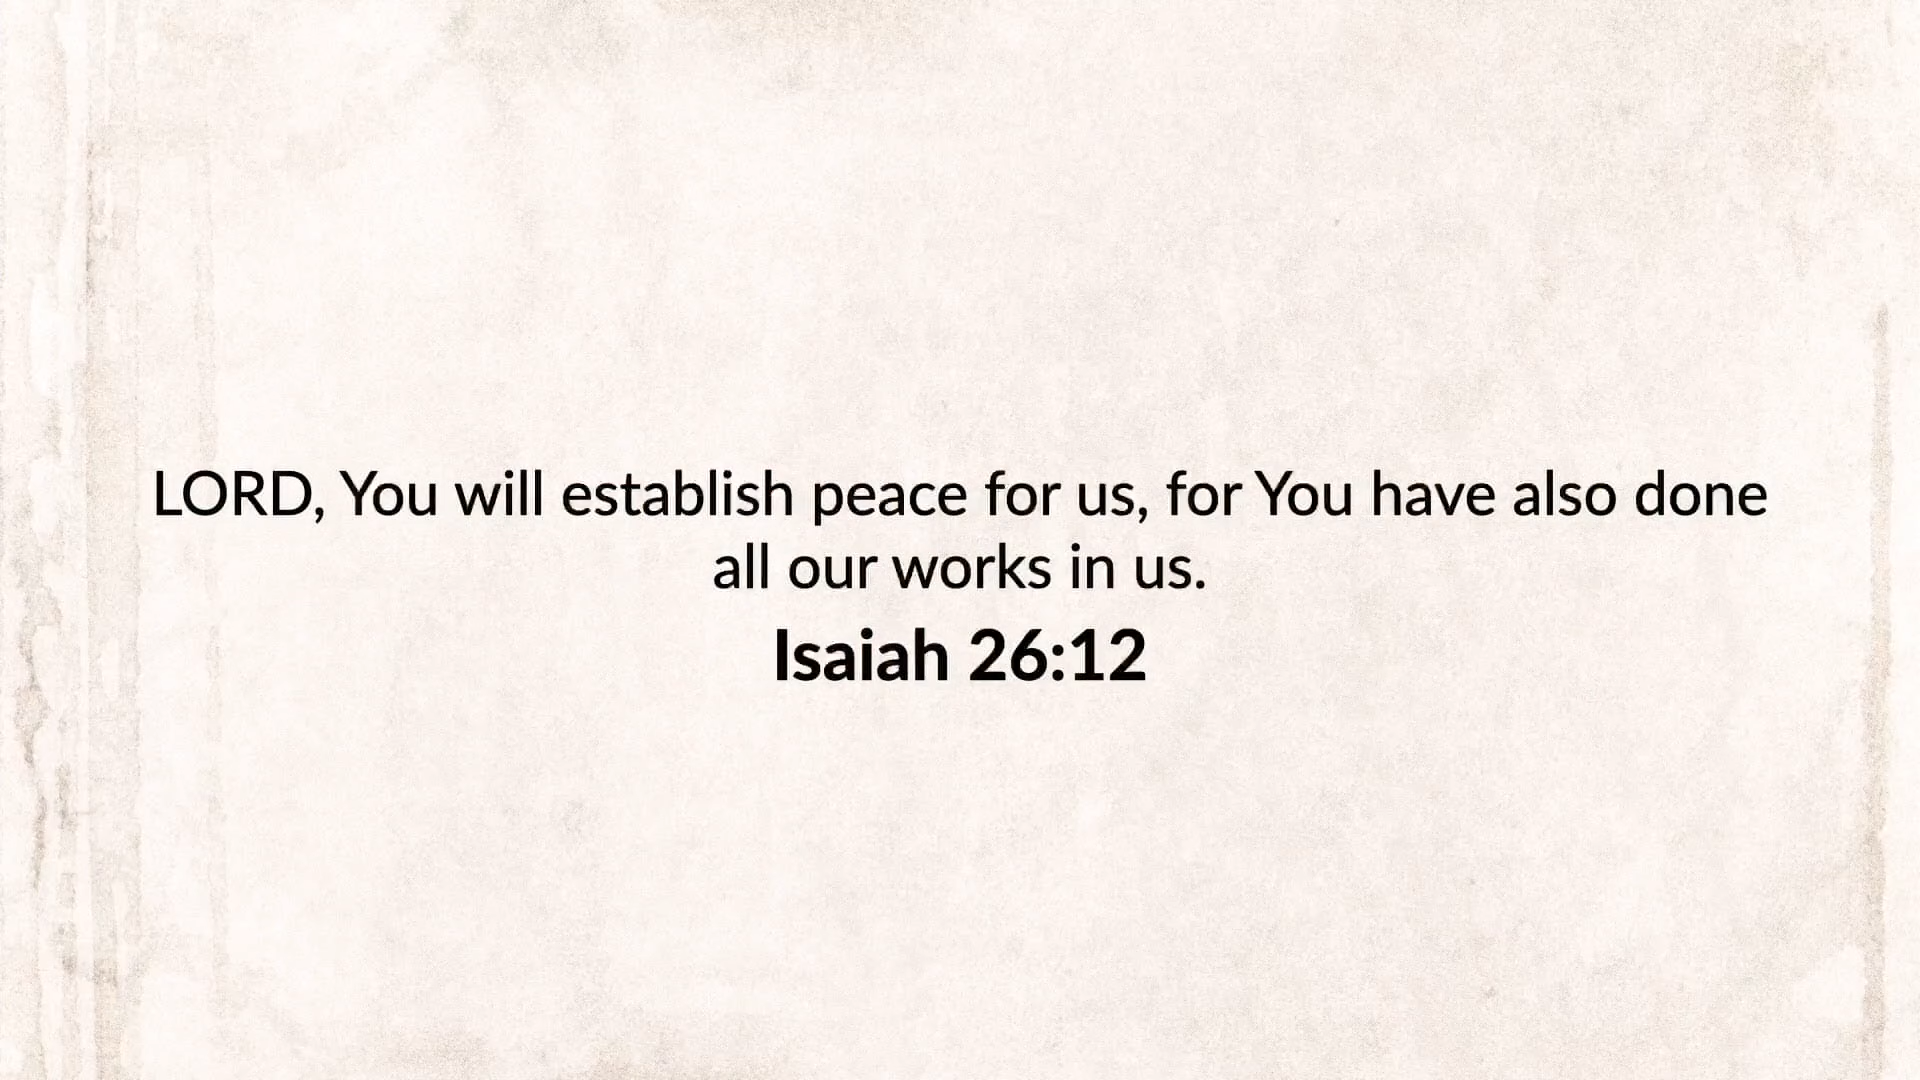 LORD, You will establish peace for us, for You have also done
all our works in us.
Isaiah 26:12